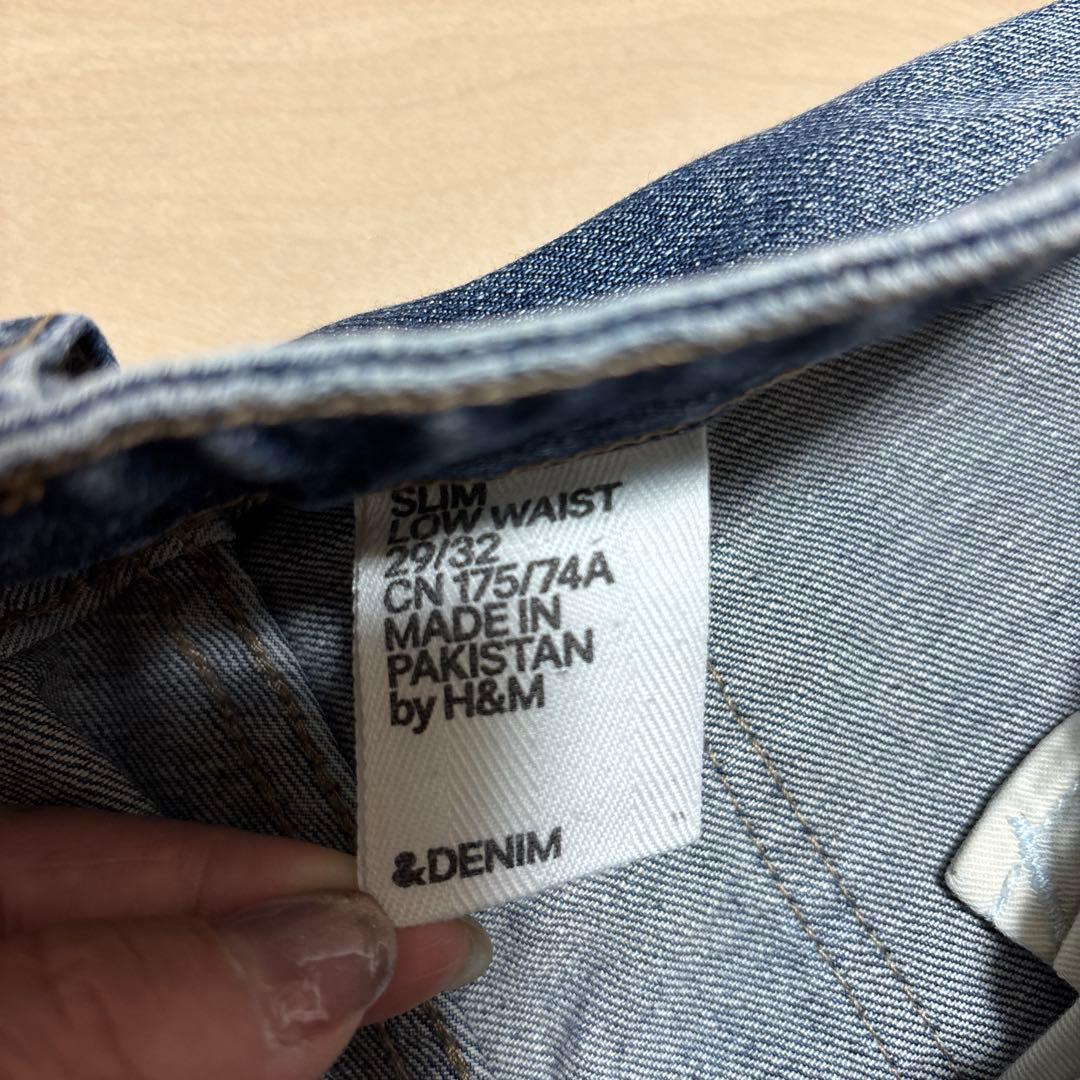 SLIM
LOW WAIST
29/32
CN 175/74A
MADE IN
PAKISTAN
by H&M
&DENIM